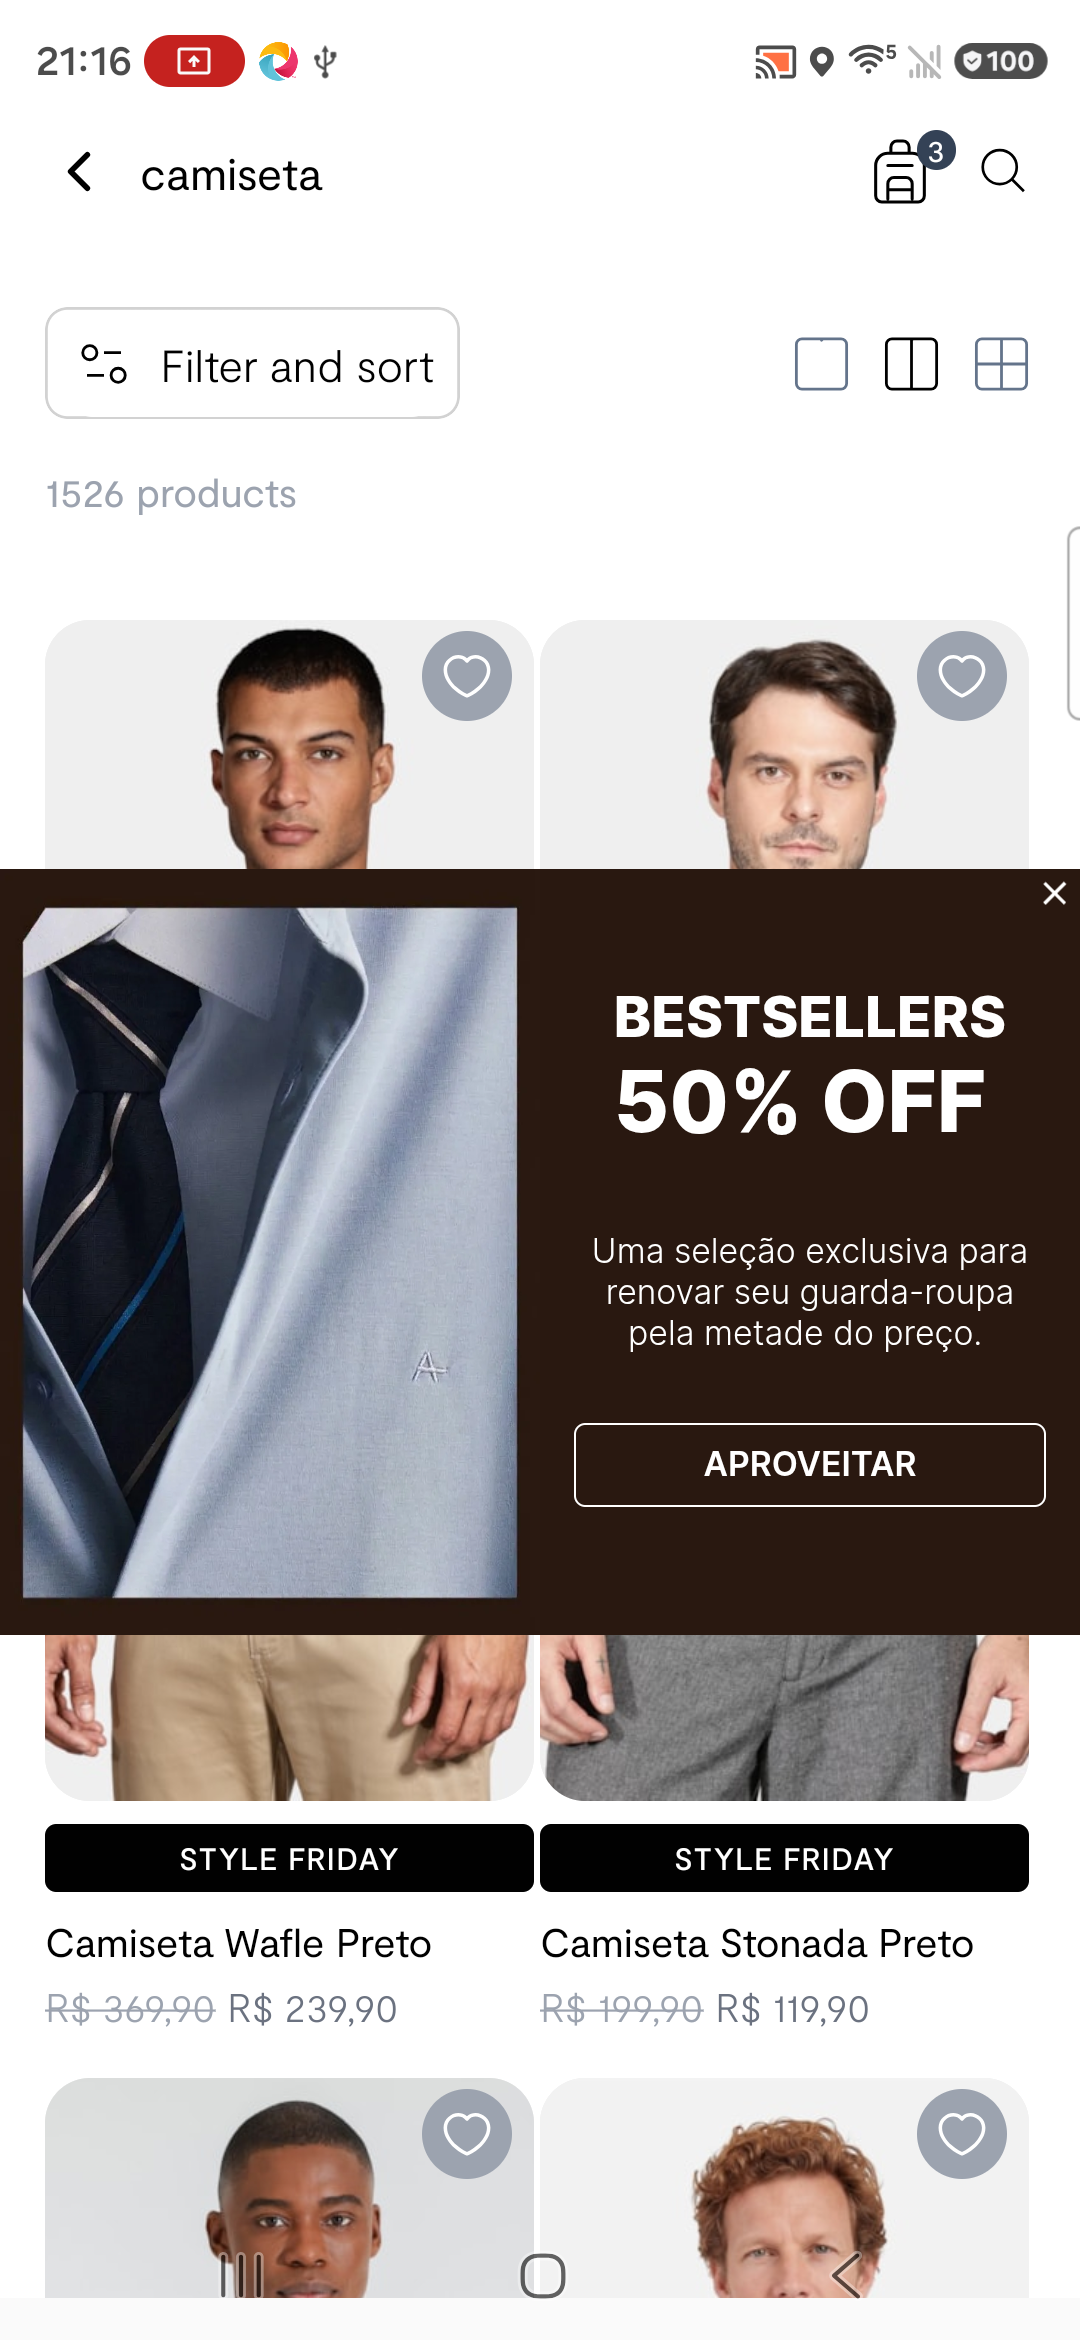 21:16
5
100
camiseta
3
Filter and sort
1526 products
BESTSELLERS
50% OFF
Uma seleção exclusiva para
renovar seu guarda-roupa
pela metade do preço.
APROVEITAR
STYLE FRIDAY
STYLE FRIDAY
Camiseta Wafle Preto
Camiseta Stonada Preto
R$ 369,90 R$ 239,90
R$ 199,90 R$ 119,90